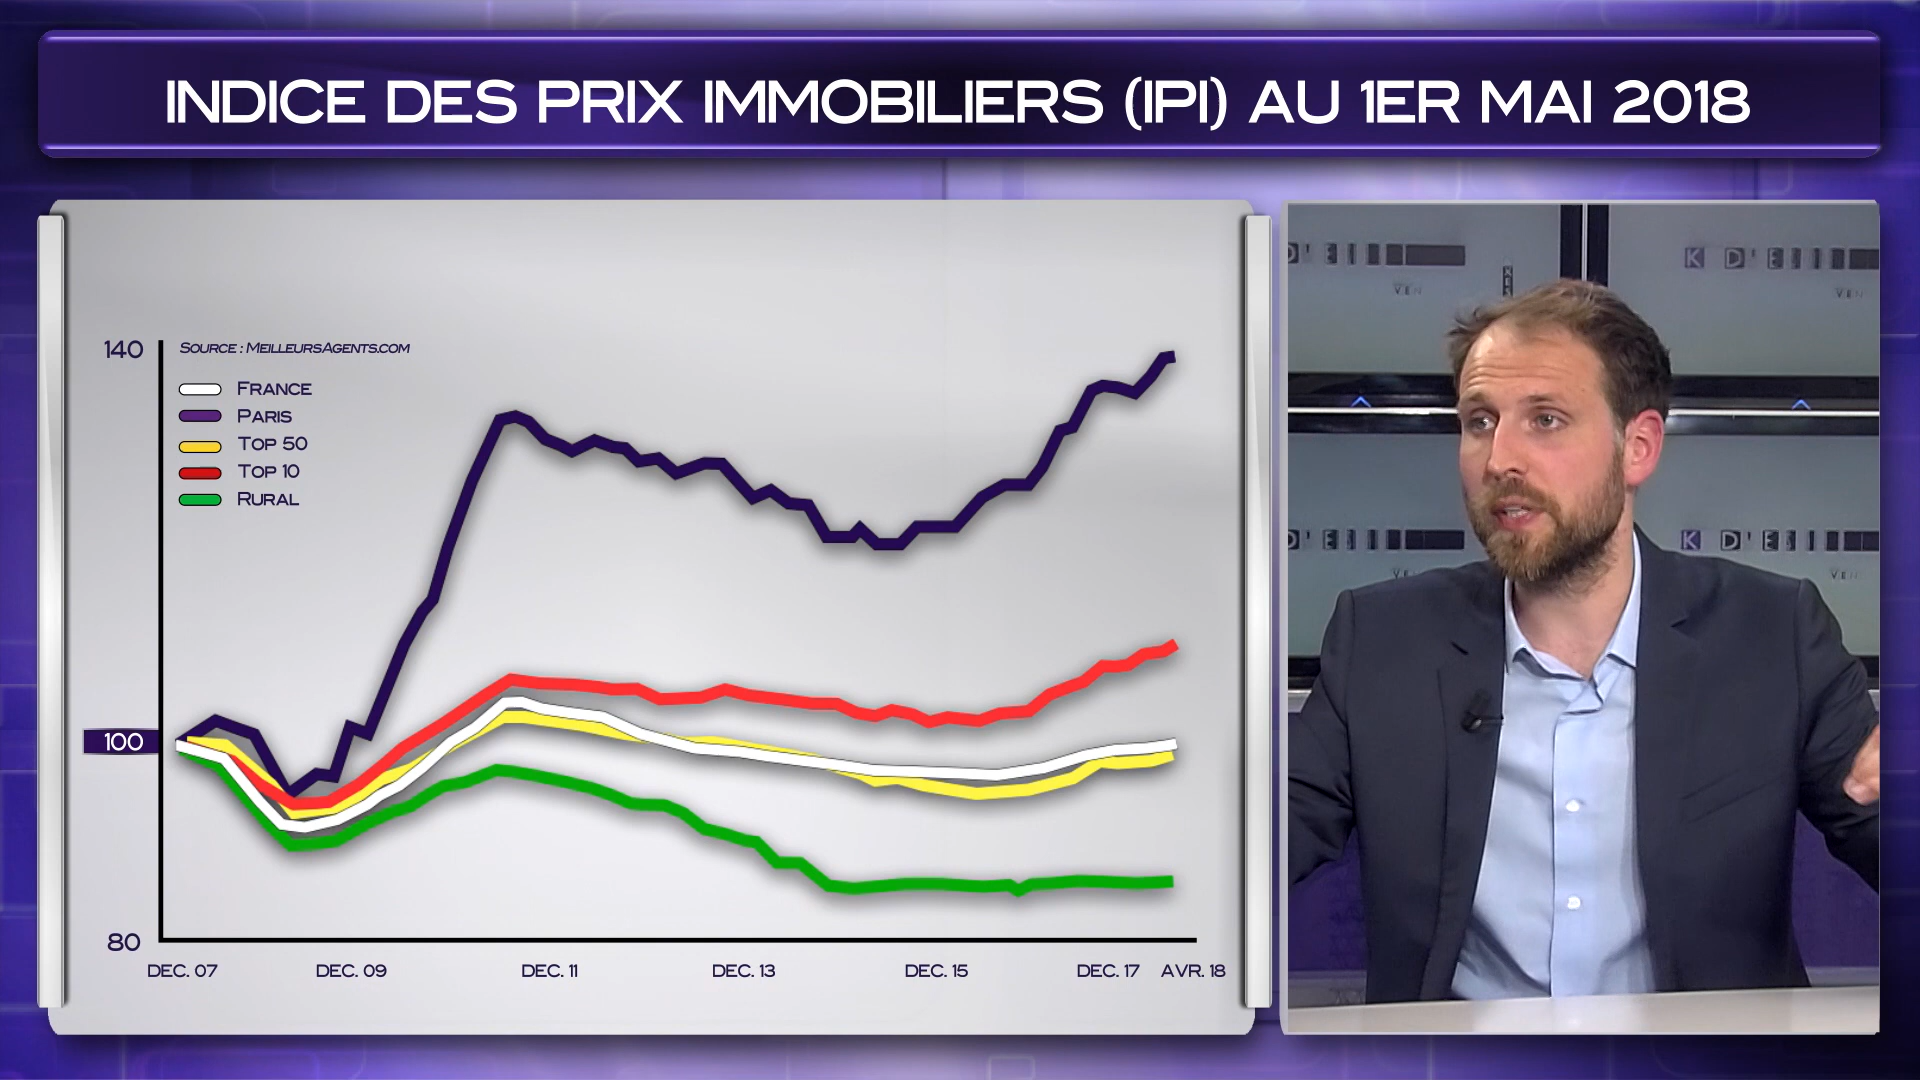 INDICE DES PRIX IMMOBILIERS (IPI) AU 1ER MAI 2018
140
SOURCE : MEILLEURSAGENTS.COM
FRANCE
PARIS
TOP 50
TOP 10
RURAL
100
80
DEC. 07
DEC. 09
DEC. 11
DEC. 13
DEC. 15
DEC. 17
AVR. 18
K D'E
VEN
K D'E